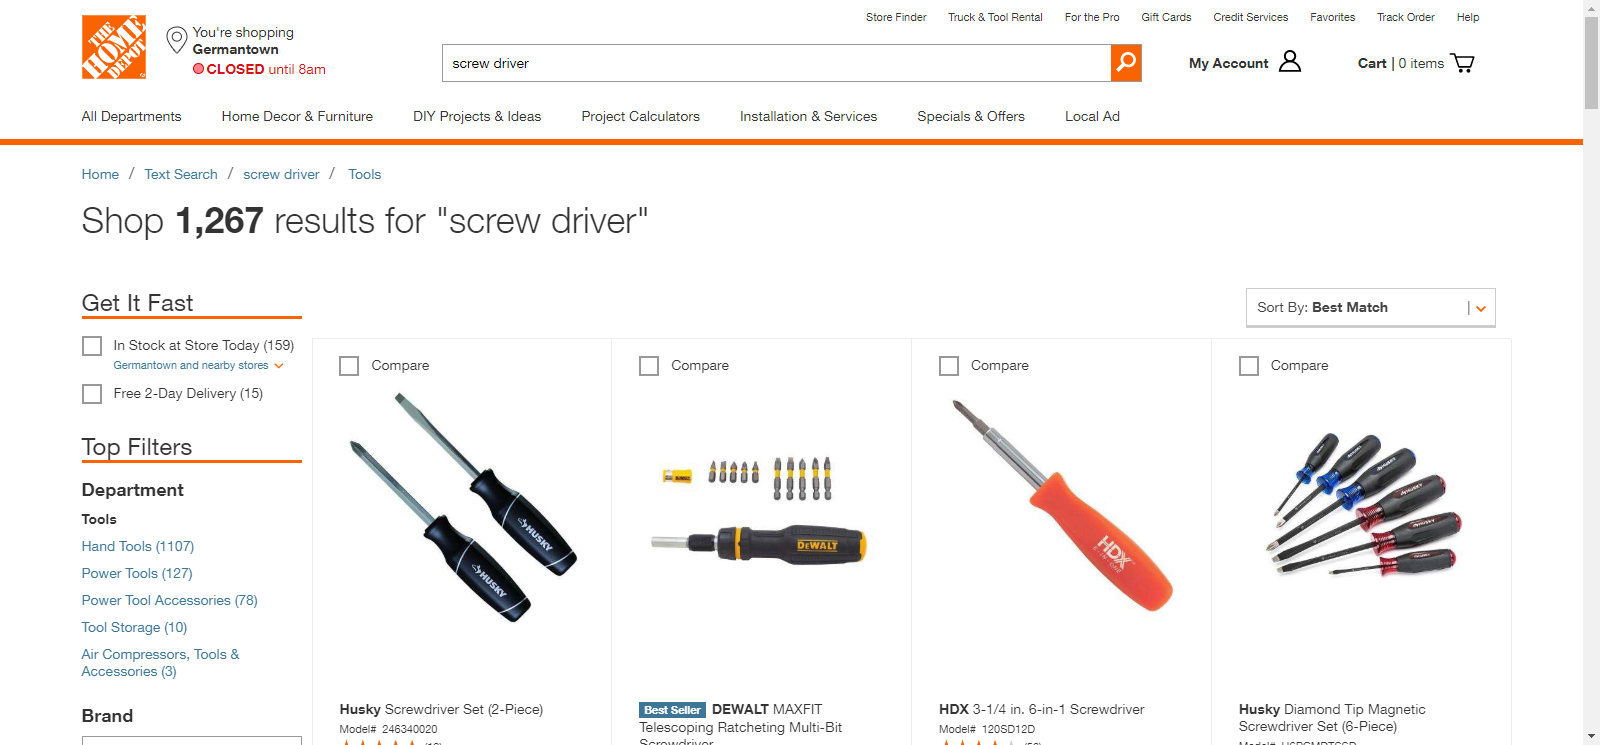 Store Finder
Truck & Tool Rental
For the Pro
Gift Cards
Credit Services
Favorites
Track Order
Help
THE HOME DEPOT
You're shopping
Germantown
CLOSED until 8am
screw driver
My Account
Cart | 0 items
All Departments
Home Decor & Furniture
DIY Projects & Ideas
Project Calculators
Installation & Services
Specials & Offers
Local Ad
Home / Text Search / screw driver / Tools
Shop 1,267 results for "screw driver"
Get It Fast
In Stock at Store Today (159)
Germantown and nearby stores
Free 2-Day Delivery (15)
Top Filters
Department
Tools
Hand Tools (1107)
Power Tools (127)
Power Tool Accessories (78)
Tool Storage (10)
Air Compressors, Tools &
Accessories (3)
Brand
Sort By: Best Match
Compare
HUSKY
HUSKY
Husky Screwdriver Set (2-Piece)
Model# 246340020
Compare
DEWALT
Best Seller DEWALT MAXFIT
Telescoping Ratcheting Multi-Bit
Screwdriver
Compare
HDX
6-IN-ONE
HDX 3-1/4 in. 6-in-1 Screwdriver
Model# 120SD12D
Compare
Husky Diamond Tip Magnetic
Screwdriver Set (6-Piece)